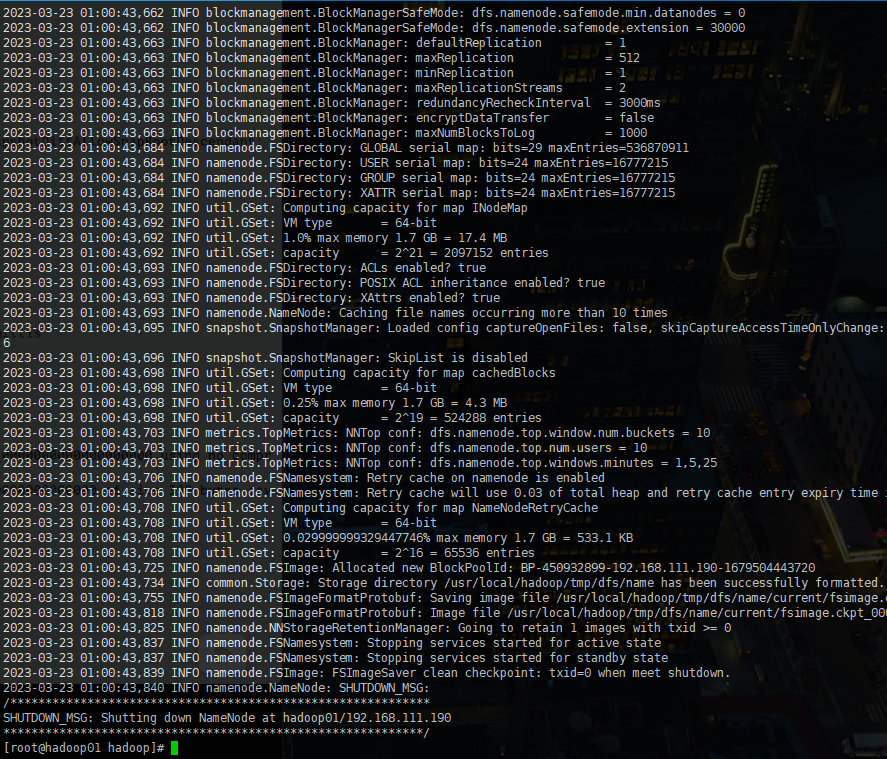 2023-03-23 01:00:43,662 INFO blockmanagement.BlockManagerSafeMode: dfs.namenode.safemode.min.datanodes = 0
2023-03-23 01:00:43,662 INFO blockmanagement.BlockManagerSafeMode: dfs.namenode.safemode.extension = 30000
2023-03-23 01:00:43,663 INFO blockmanagement.BlockManager: defaultReplication         = 1
2023-03-23 01:00:43,663 INFO blockmanagement.BlockManager: maxReplication             = 512
2023-03-23 01:00:43,663 INFO blockmanagement.BlockManager: minReplication             = 1
2023-03-23 01:00:43,663 INFO blockmanagement.BlockManager: maxReplicationStreams      = 2
2023-03-23 01:00:43,663 INFO blockmanagement.BlockManager: redundancyRecheckInterval  = 3000ms
2023-03-23 01:00:43,663 INFO blockmanagement.BlockManager: encryptDataTransfer        = false
2023-03-23 01:00:43,663 INFO blockmanagement.BlockManager: maxNumBlocksToLog          = 1000
2023-03-23 01:00:43,684 INFO namenode.FSDirectory: GLOBAL serial map: bits=29 maxEntries=536870911
2023-03-23 01:00:43,684 INFO namenode.FSDirectory: USER serial map: bits=24 maxEntries=16777215
2023-03-23 01:00:43,684 INFO namenode.FSDirectory: GROUP serial map: bits=24 maxEntries=16777215
2023-03-23 01:00:43,684 INFO namenode.FSDirectory: XATTR serial map: bits=24 maxEntries=16777215
2023-03-23 01:00:43,692 INFO util.GSet: Computing capacity for map INodeMap
2023-03-23 01:00:43,692 INFO util.GSet: VM type       = 64-bit
2023-03-23 01:00:43,692 INFO util.GSet: 1.0% max memory 1.7 GB = 17.4 MB
2023-03-23 01:00:43,692 INFO util.GSet: capacity      = 2^21 = 2097152 entries
2023-03-23 01:00:43,693 INFO namenode.FSDirectory: ACLs enabled? true
2023-03-23 01:00:43,693 INFO namenode.FSDirectory: POSIX ACL inheritance enabled? true
2023-03-23 01:00:43,693 INFO namenode.FSDirectory: XAttrs enabled? true
2023-03-23 01:00:43,693 INFO namenode.NameNode: Caching file names occurring more than 10 times
2023-03-23 01:00:43,695 INFO snapshot.SnapshotManager: Loaded config captureOpenFiles: false, skipCaptureAccessTimeOnlyChange:
6
2023-03-23 01:00:43,696 INFO snapshot.SnapshotManager: SkipList is disabled
2023-03-23 01:00:43,698 INFO util.GSet: Computing capacity for map cachedBlocks
2023-03-23 01:00:43,698 INFO util.GSet: VM type       = 64-bit
2023-03-23 01:00:43,698 INFO util.GSet: 0.25% max memory 1.7 GB = 4.3 MB
2023-03-23 01:00:43,698 INFO util.GSet: capacity      = 2^19 = 524288 entries
2023-03-23 01:00:43,703 INFO metrics.TopMetrics: NNTop conf: dfs.namenode.top.window.num.buckets = 10
2023-03-23 01:00:43,703 INFO metrics.TopMetrics: NNTop conf: dfs.namenode.top.num.users = 10
2023-03-23 01:00:43,703 INFO metrics.TopMetrics: NNTop conf: dfs.namenode.top.windows.minutes = 1,5,25
2023-03-23 01:00:43,706 INFO namenode.FSNamesystem: Retry cache on namenode is enabled
2023-03-23 01:00:43,706 INFO namenode.FSNamesystem: Retry cache will use 0.03 of total heap and retry cache entry expiry time
2023-03-23 01:00:43,708 INFO util.GSet: Computing capacity for map NameNodeRetryCache
2023-03-23 01:00:43,708 INFO util.GSet: VM type       = 64-bit
2023-03-23 01:00:43,708 INFO util.GSet: 0.029999999329447746% max memory 1.7 GB = 533.1 KB
2023-03-23 01:00:43,708 INFO util.GSet: capacity      = 2^16 = 65536 entries
2023-03-23 01:00:43,725 INFO namenode.FSImage: Allocated new BlockPoolId: BP-450932899-192.168.111.190-1679504443720
2023-03-23 01:00:43,734 INFO common.Storage: Storage directory /usr/local/hadoop/tmp/dfs/name has been successfully formatted.
2023-03-23 01:00:43,755 INFO namenode.FSImageFormatProtobuf: Saving image file /usr/local/hadoop/tmp/dfs/name/current/fsimage.c
2023-03-23 01:00:43,818 INFO namenode.FSImageFormatProtobuf: Image file /usr/local/hadoop/tmp/dfs/name/current/fsimage.ckpt_000
2023-03-23 01:00:43,825 INFO namenode.NNStorageRetentionManager: Going to retain 1 images with txid >= 0
2023-03-23 01:00:43,837 INFO namenode.FSNamesystem: Stopping services started for active state
2023-03-23 01:00:43,837 INFO namenode.FSNamesystem: Stopping services started for standby state
2023-03-23 01:00:43,839 INFO namenode.FSImage: FSImageSaver clean checkpoint: txid=0 when meet shutdown.
2023-03-23 01:00:43,840 INFO namenode.NameNode: SHUTDOWN_MSG:
/************************************************************
SHUTDOWN_MSG: Shutting down NameNode at hadoop01/192.168.111.190
************************************************************/
[root@hadoop01 hadoop]#